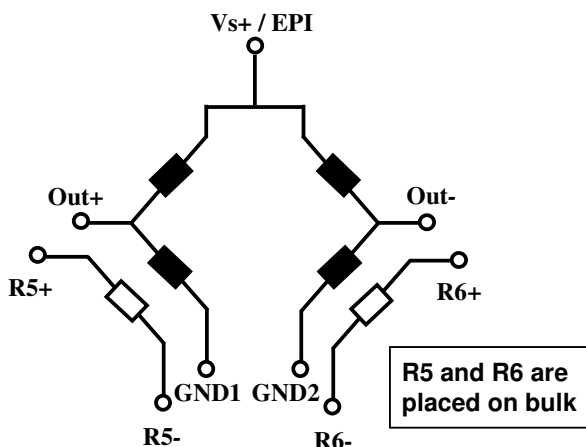 Vs+ / EPI
Out+
Out-
R5+
R6+
GND1
GND2
R5 and R6 are
placed on bulk
R5-
R6-